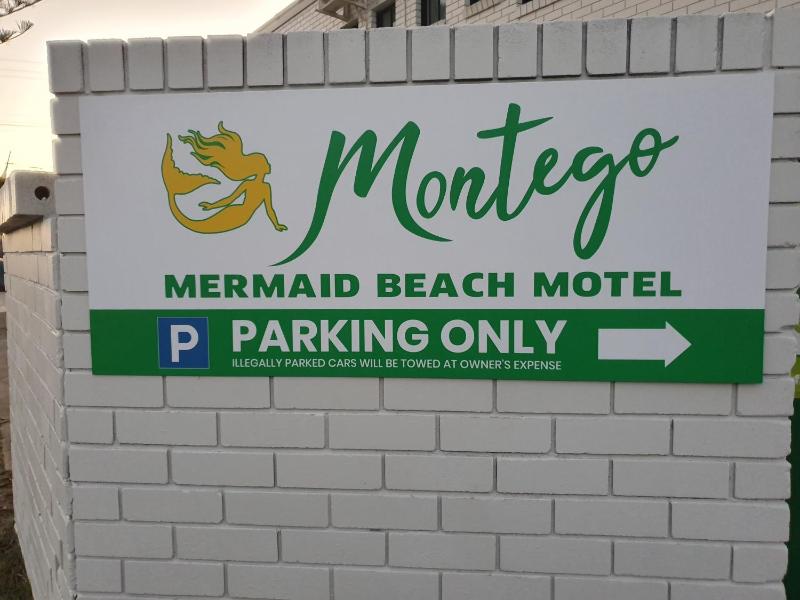 Montego
MERMAID BEACH MOTEL
P PARKING ONLY
ILLEGALLY PARKED CARS WILL BE TOWED AT OWNER'S EXPENSE